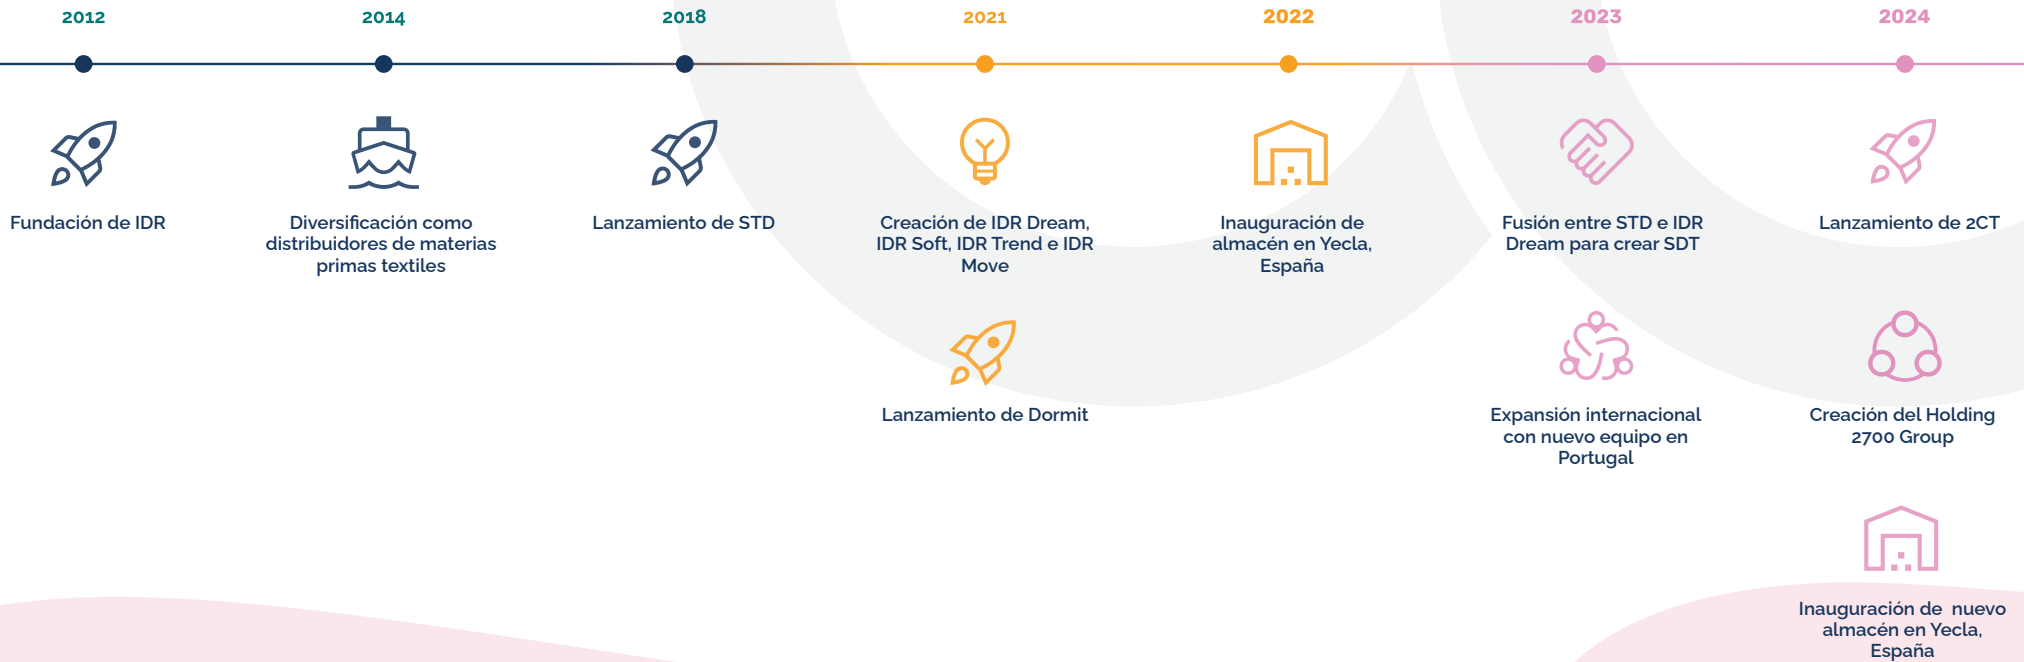 2012
2014
2018
2021
2022
2023
2024
Fundación de IDR
Diversificación como
distribuidores de materias
primas textiles
Lanzamiento de STD
Creación de IDR Dream,
IDR Soft, IDR Trend e IDR
Move
Inauguración de
almacén en Yecla,
España
Fusión entre STD e IDR
Dream para crear SDT
Lanzamiento de 2CT
Lanzamiento de Dormit
Expansión internacional
con nuevo equipo en
Portugal
Creación del Holding
2700 Group
Inauguración de nuevo
almacén en Yecla,
España